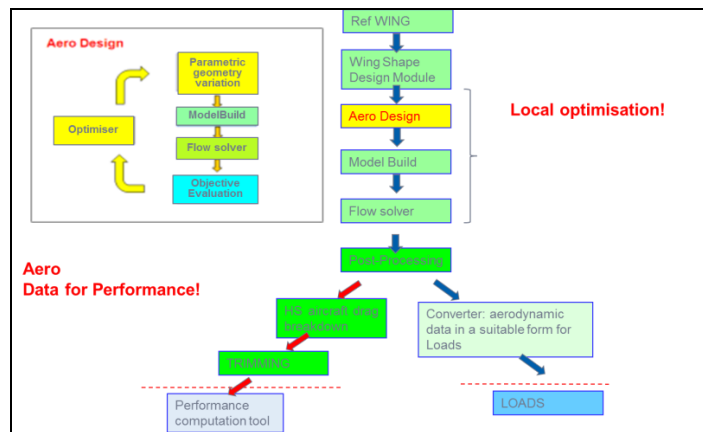 Aero Design
Parametric
geometry
variation
ModelBuild
Optimiser
Flow solver
Objective
Evaluation
Ref WING
Wing Shape
Design Module
Aero Design
Model Build
Flow solver
Local optimisation!
Post-Processing
Aero
Data for Performance!
HS aircraft drag
breakdown
TRIMMING
Performance
computation tool
Converter: aerodynamic
data in a suitable form for
Loads
LOADS